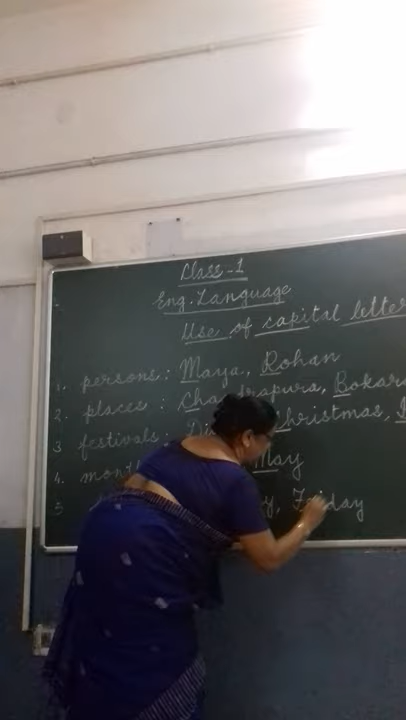 Class-1
Eng. Language
Use of capital letter
1. persons : Maya, Rohan
2. places : Chandrapura, Bokaro
3 festivals : Christmas,
4. May
5 Friday